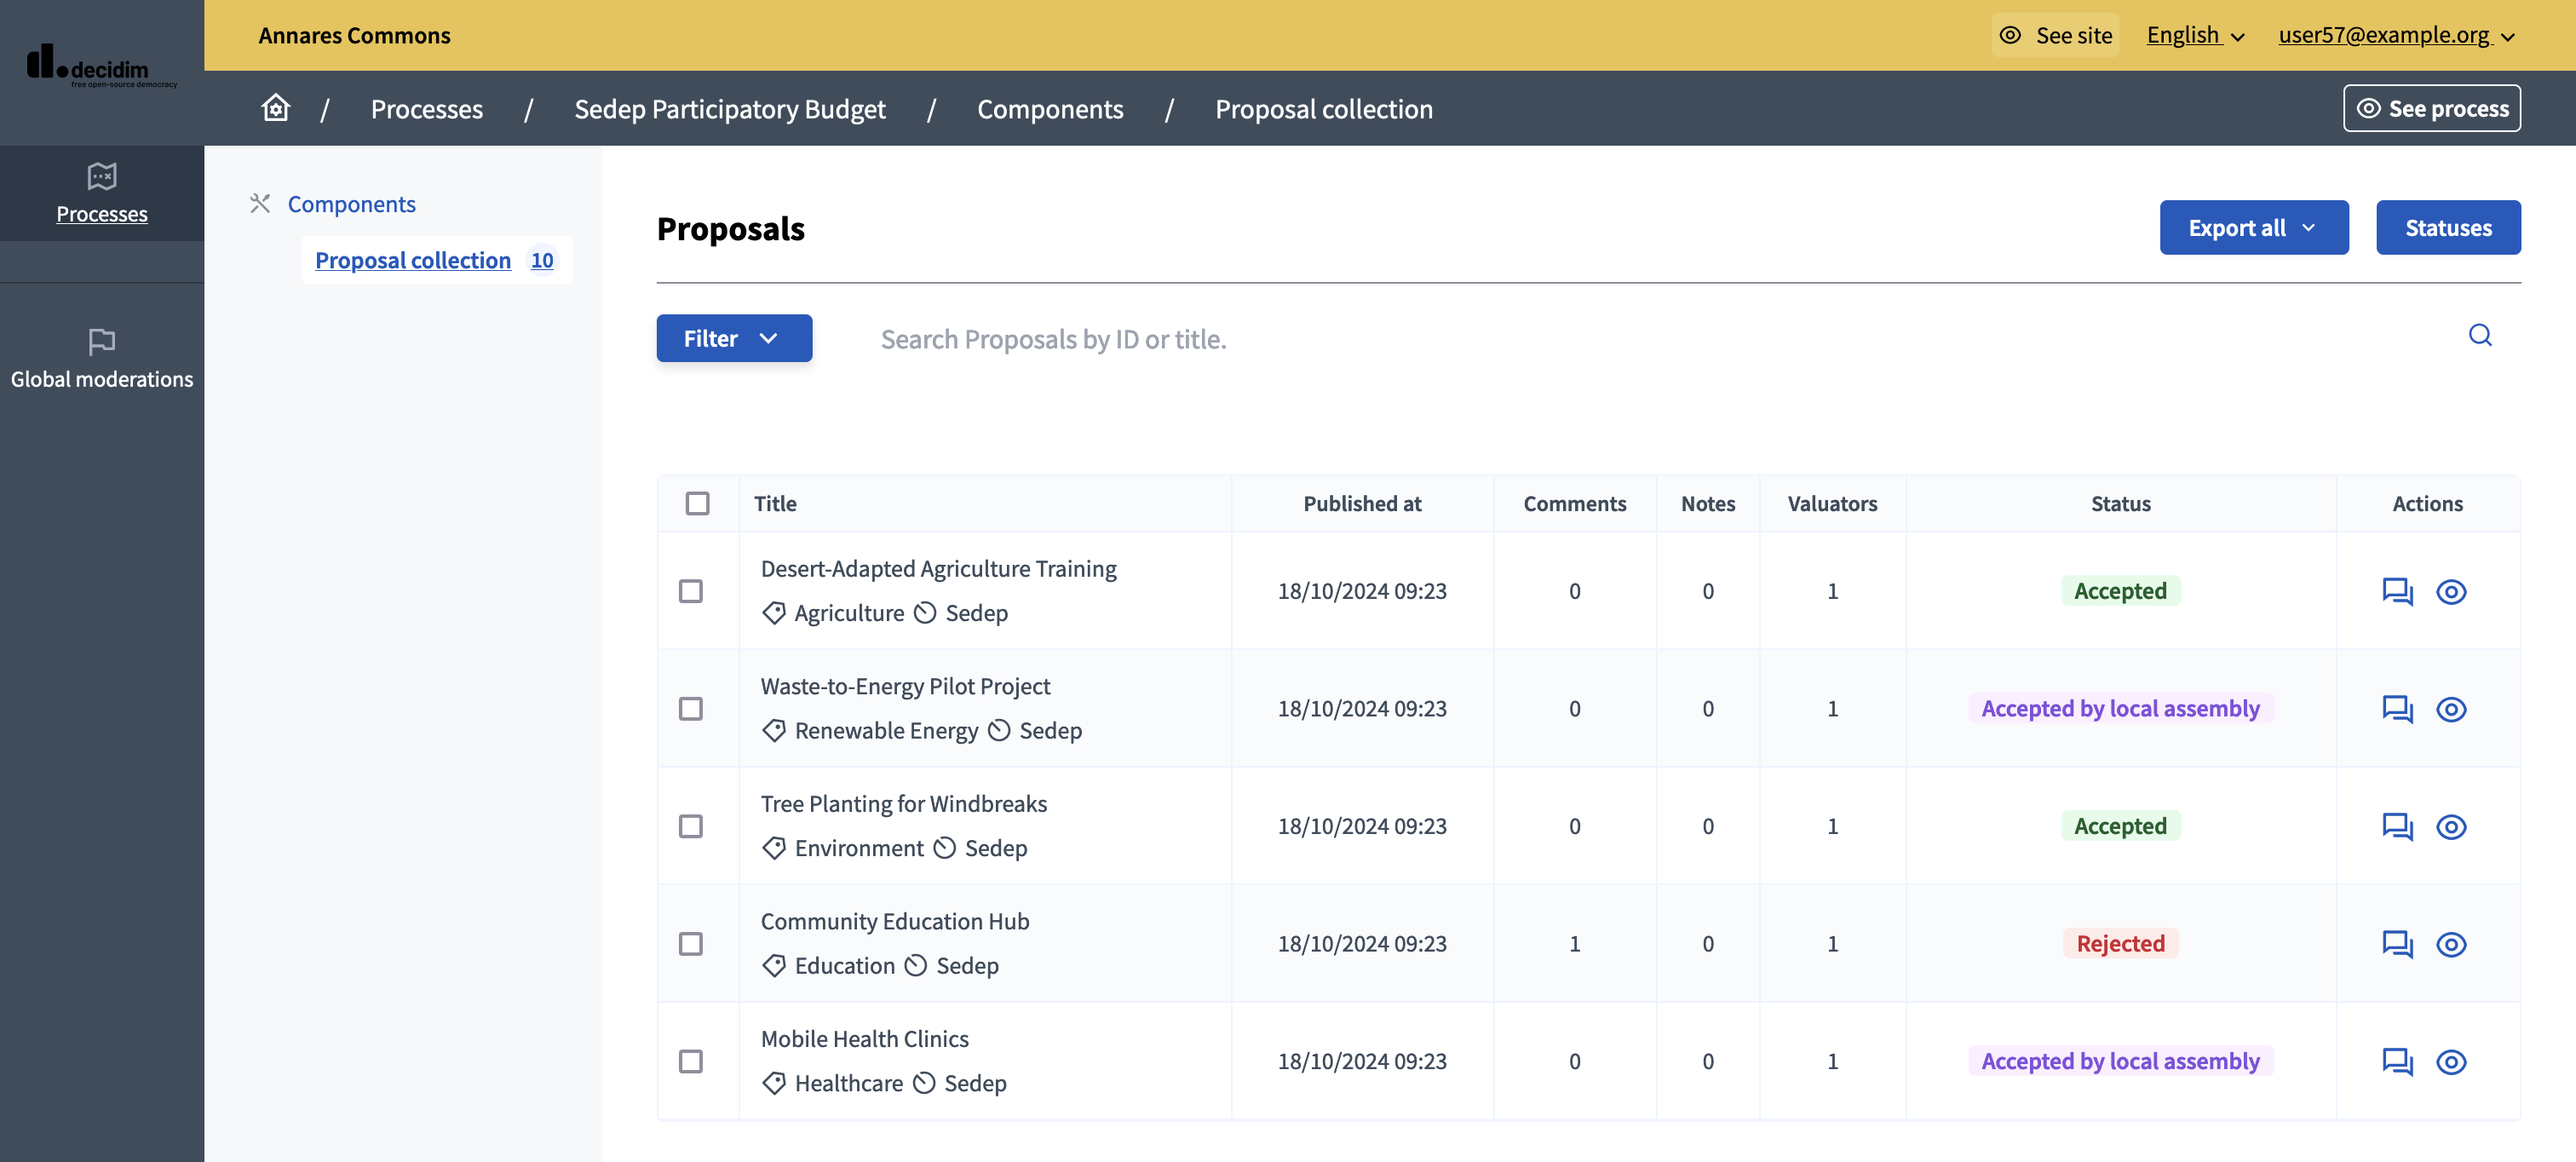 Annares Commons
See site
English
user57@example.org
decidim
free open-source democracy
/ Processes / Sedep Participatory Budget / Components / Proposal collection
See process
Processes
Global moderations
Components
Proposal collection 10
Proposals
Export all
Statuses
Filter
Search Proposals by ID or title.
Title Published at Comments Notes Valuators Status Actions
Desert-Adapted Agriculture Training
Agriculture Sedep
18/10/2024 09:23 0 0 1 Accepted
Waste-to-Energy Pilot Project
Renewable Energy Sedep
18/10/2024 09:23 0 0 1 Accepted by local assembly
Tree Planting for Windbreaks
Environment Sedep
18/10/2024 09:23 0 0 1 Accepted
Community Education Hub
Education Sedep
18/10/2024 09:23 1 0 1 Rejected
Mobile Health Clinics
Healthcare Sedep
18/10/2024 09:23 0 0 1 Accepted by local assembly